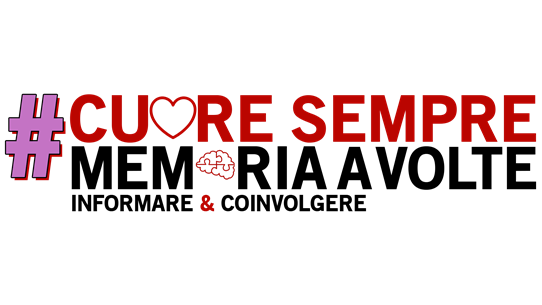 #CUORE SEMPRE
MEMORIA A VOLTE
INFORMARE & COINVOLGERE